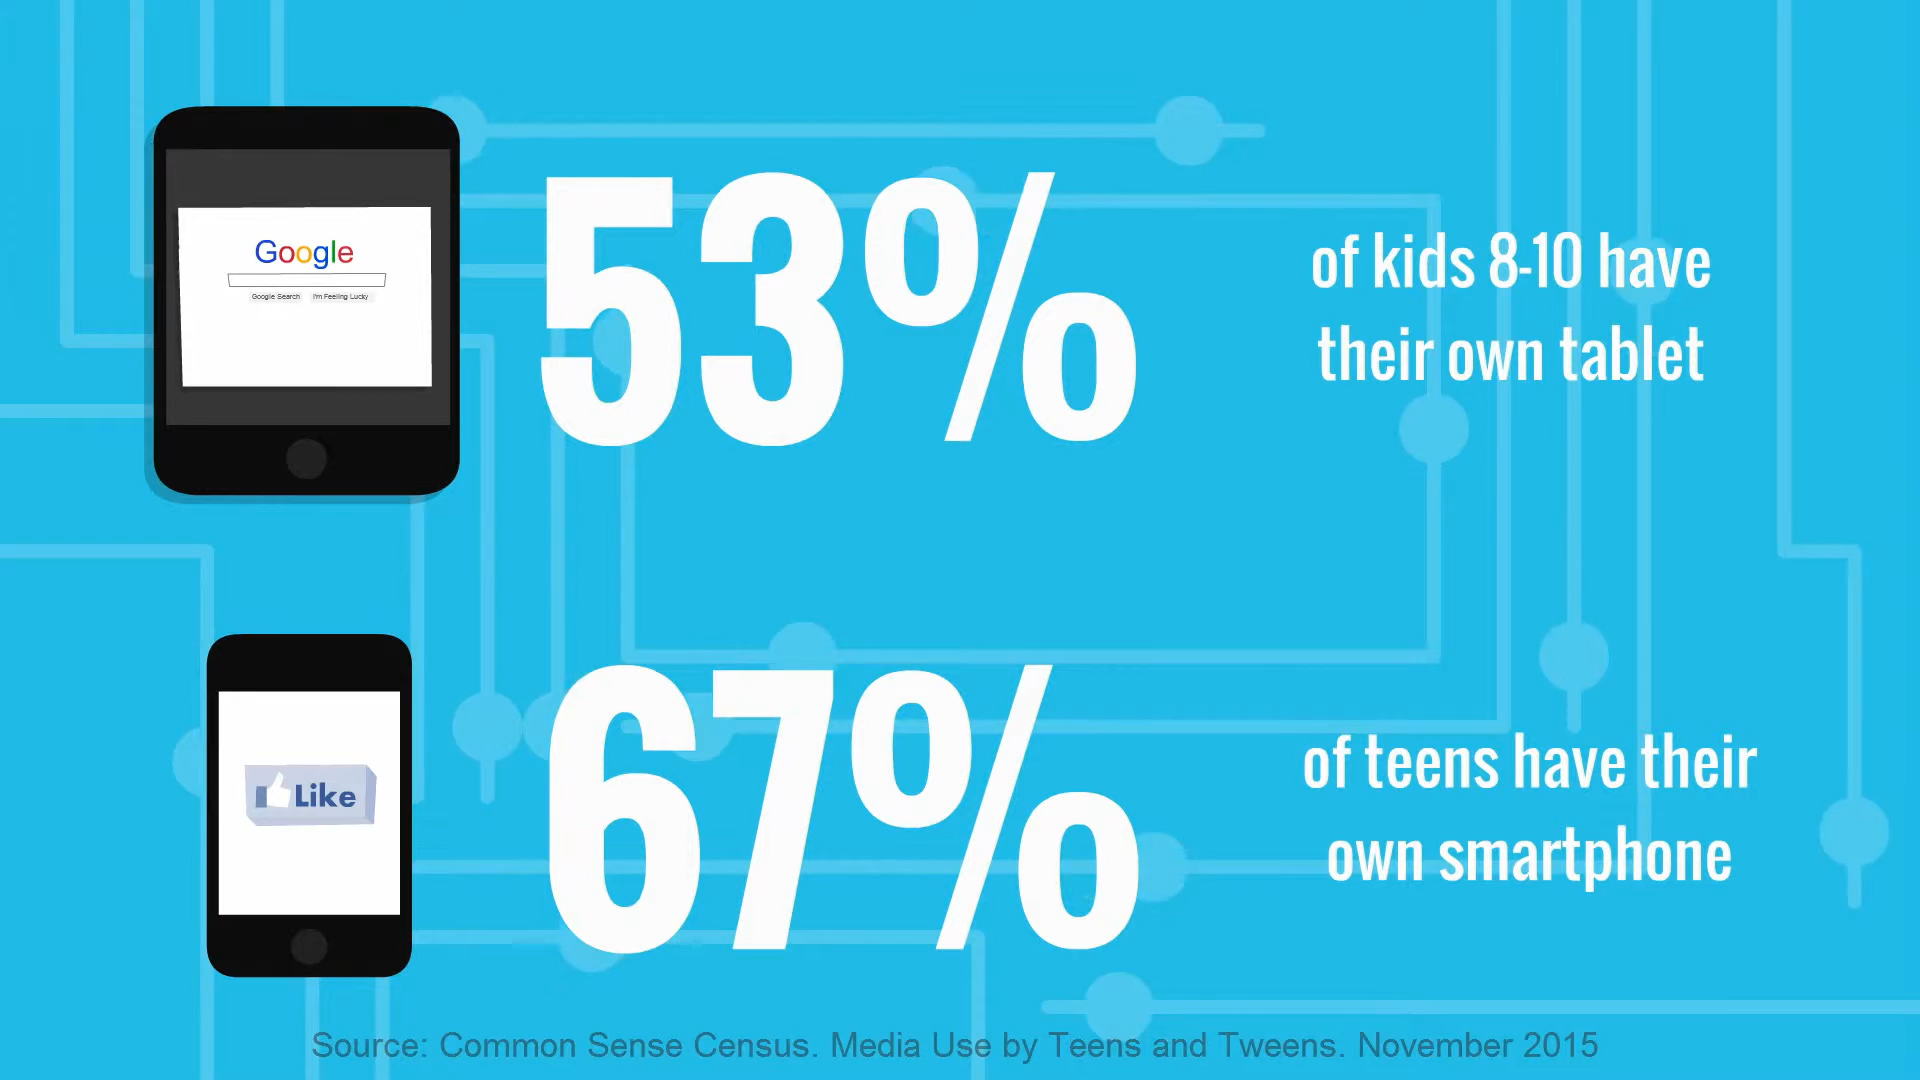 Google
Google Search I'm Feeling Lucky
53%
of kids 8-10 have
their own tablet
Like
67%
of teens have their
own smartphone
Source: Common Sense Census. Media Use by Teens and Tweens. November 2015